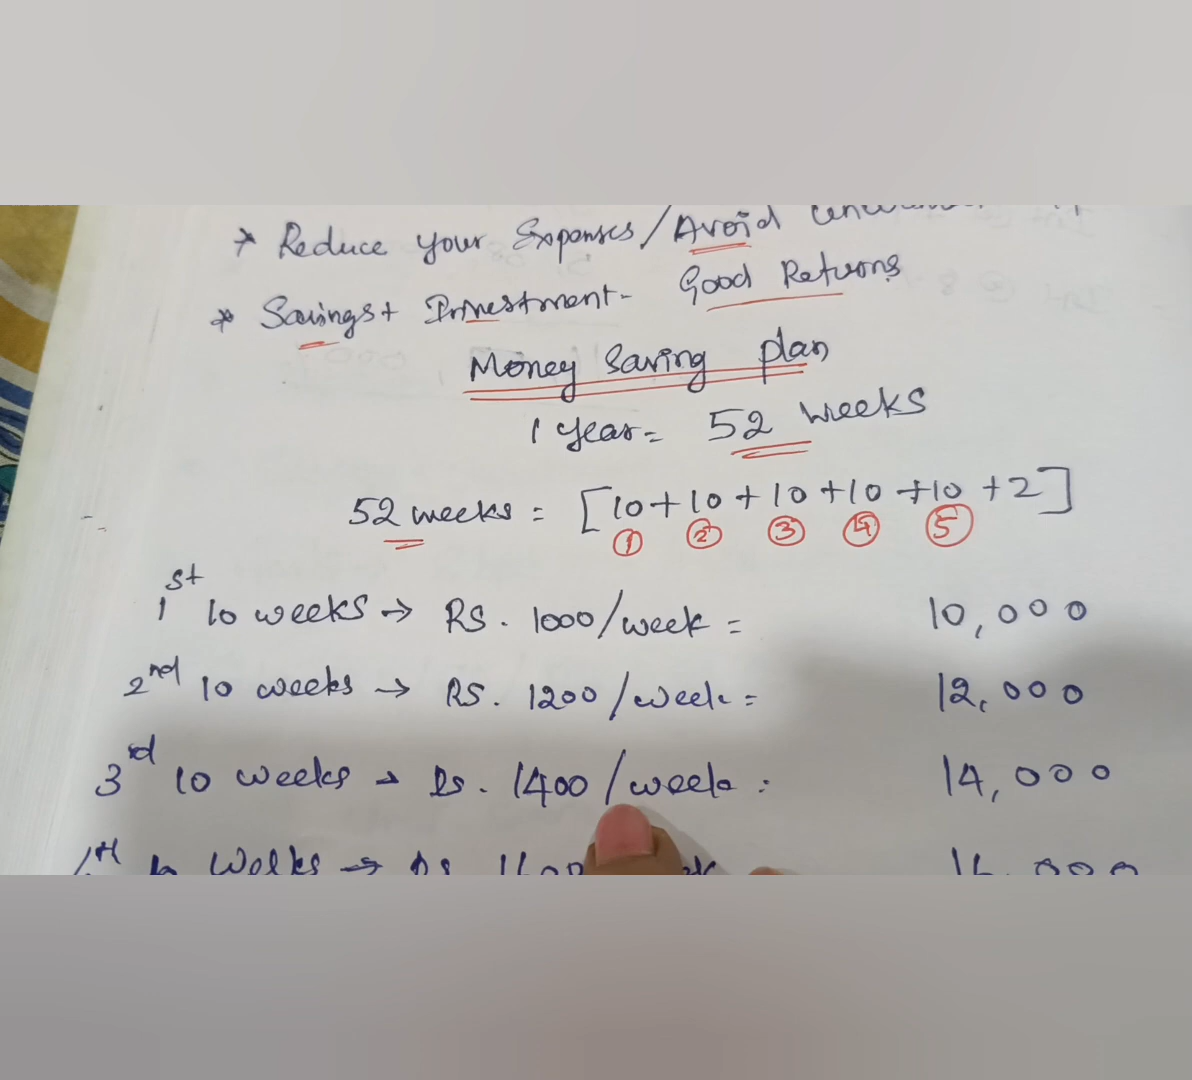 * Reduce your Expenses/Avoid
* Savings+ Investment- Good Returns
Money Saving plan
1 Year= 52 weeks
52 weeks = [10+10+10+10+10+2]
1 2 3 4 5
1st 10 weeks → RS. 1000/week = 10,000
2nd 10 weeks → RS. 1200/week= 12,000
3rd 10 weeks → Rs. 1400/week = 14,000
Weeks → Rs